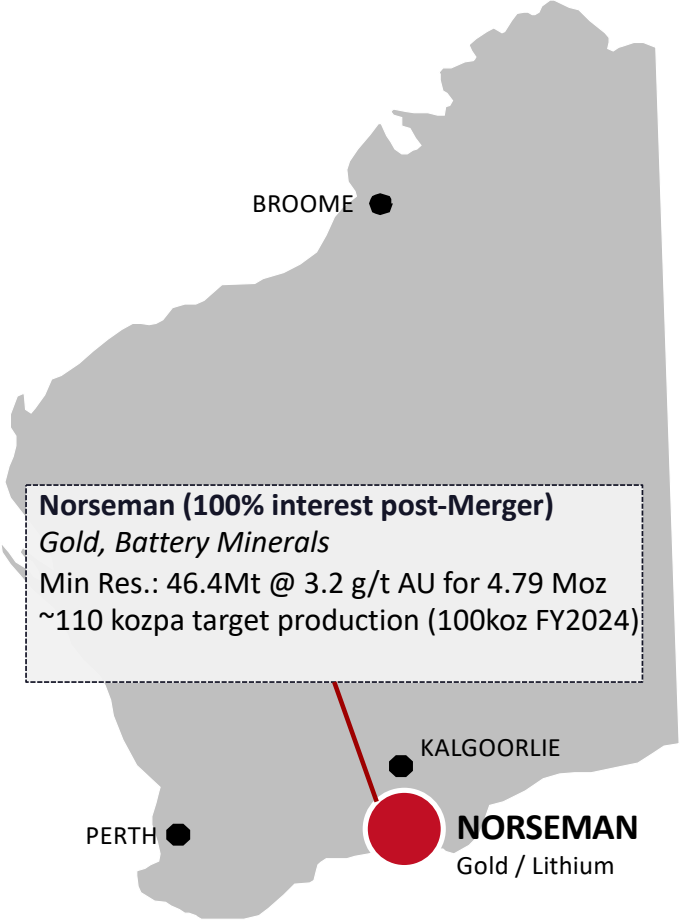 BROOME
Norseman (100% interest post-Merger)
Gold, Battery Minerals
Min Res.: 46.4Mt @ 3.2 g/t AU for 4.79 Moz
~110 kozpa target production (100koz FY2024)
KALGOORLIE
PERTH
NORSEMAN
Gold / Lithium